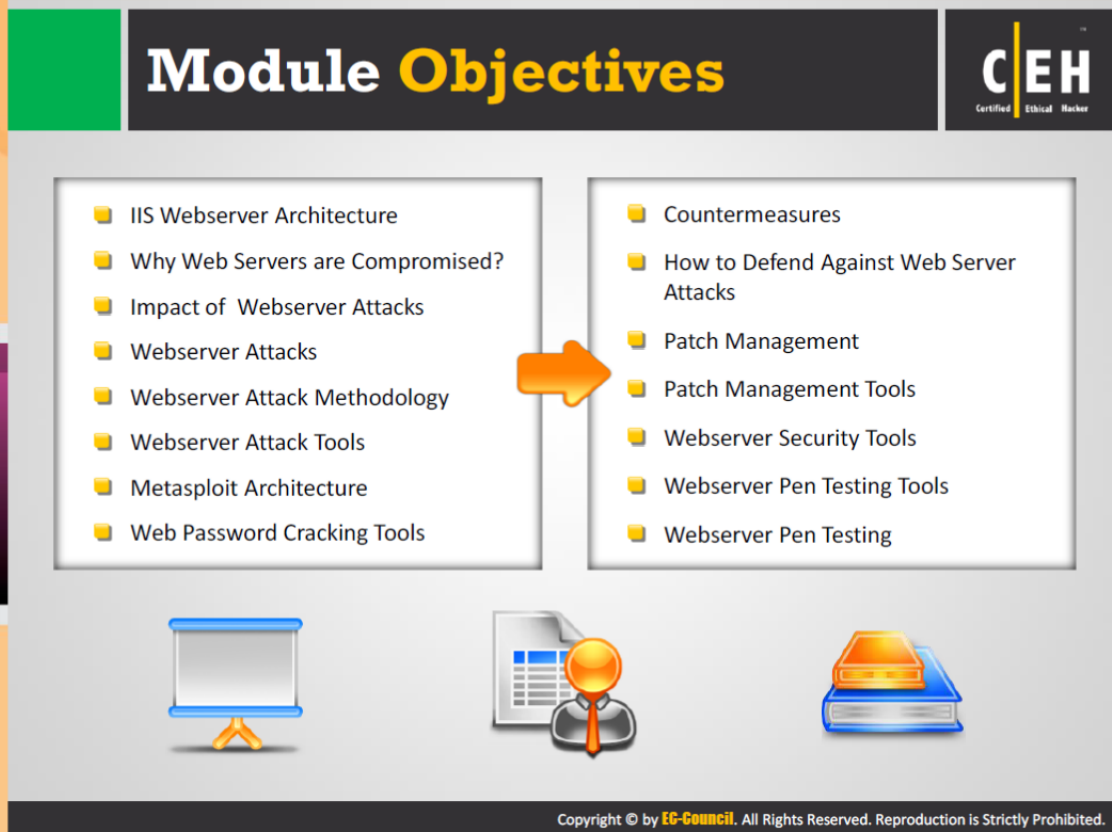 Module Objectives
C|EH
™
Certified Ethical Hacker
IIS Webserver Architecture
Why Web Servers are Compromised?
Impact of Webserver Attacks
Webserver Attacks
Webserver Attack Methodology
Webserver Attack Tools
Metasploit Architecture
Web Password Cracking Tools
Countermeasures
How to Defend Against Web Server
Attacks
Patch Management
Patch Management Tools
Webserver Security Tools
Webserver Pen Testing Tools
Webserver Pen Testing
Copyright © by EC-Council. All Rights Reserved. Reproduction is Strictly Prohibited.